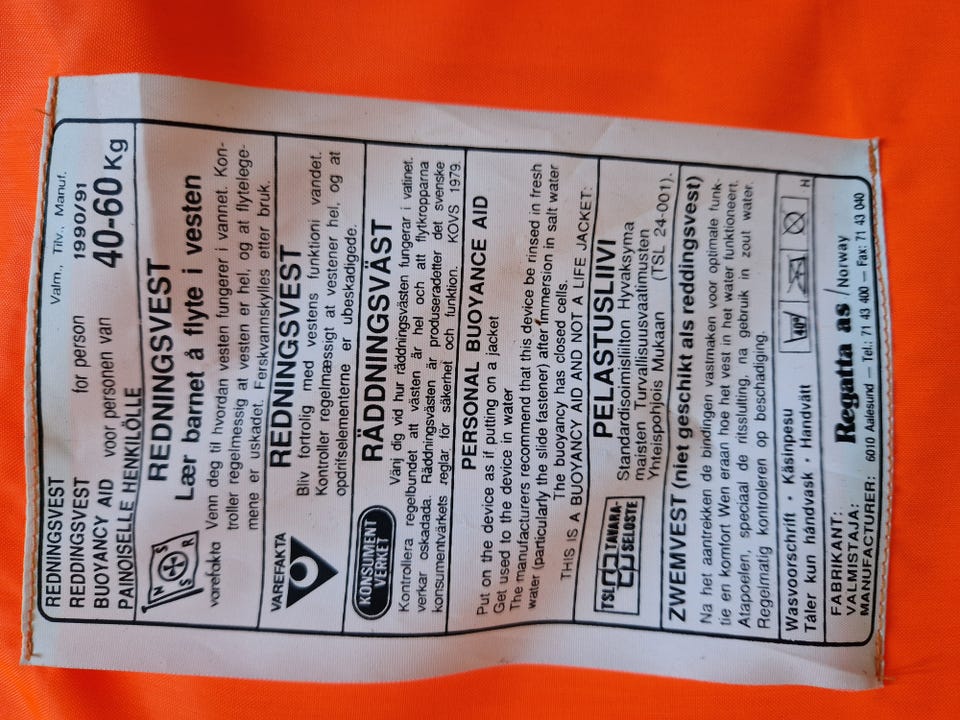 REDNINGSVEST
REDDINGSVEST for person
BUOYANCY AID voor personen van
PAINOISELLE HENKILÖLLE
Valm., Tilv., Manuf.
1990/91
40-60 Kg
REDNINGSVEST
Lær barnet å flyte i vesten
N S S R
varefakta Venn deg til hvordan vesten fungerer i vannet. Kon-
troller regelmessig at vesten er hel, og at flytelege-
mene er uskadet. Ferskvannskylles etter bruk.
REDNINGSVEST
VAREFAKTA
Bliv fortrolig med vestens funktioni vandet.
Kontroller regelmæssigt at vestener hel, og at
opdrifselementerne er ubeskadigede.
RÄDDNINGSVÄST
KONSUMENT
VERKET
Vänj dig vid hur räddningsvästen fungerar i vattnet.
Kontrollera regelbundet att västen är hel och att flytkropparna
verkar oskadada. Räddningsvästen är produseradetter det svenske
konsumentvärkets reglar för säkerhet och funktion. KOVS 1979.
PERSONAL BUOYANCE AID
Put on the device as if putting on a jacket
Get used to the device in water
The manufacturers recommend that this device be rinsed in fresh
water (particularly the slide fastener) after immersion in salt water
The buoyancy has closed cells.
THIS IS A BUOYANCY AID AND NOT A LIFE JACKET:
PELASTUSLIIVI
TSL TAVARA-
SELOSTE
Standardisoimisliilton Hyvaksyma
maisten Turvallisuusvaatimusten
Yhteispohjois Mukaan (TSL 24-001).
ZWEMVEST (niet geschikt als reddingsvest)
Na het aantrekken de bindingen vastmaken voor optimale funk-
tie en komfort Wen eraan hoe het vest in het water funktioneert.
Atapoelen, speciaal de ritssluiting, na gebruik in zout water.
Regelmatig kontroleren op beschadiging.
Wasvoorschrift • Käsinpesu
Tåler kun håndvask • Handvätt
40° H
FABRIKANT:
VALMISTAJA:
MANUFACTURER:
Regatta as / Norway
6010 Aalesund — Tel.: 71 43 400 — Fax: 71 43 040